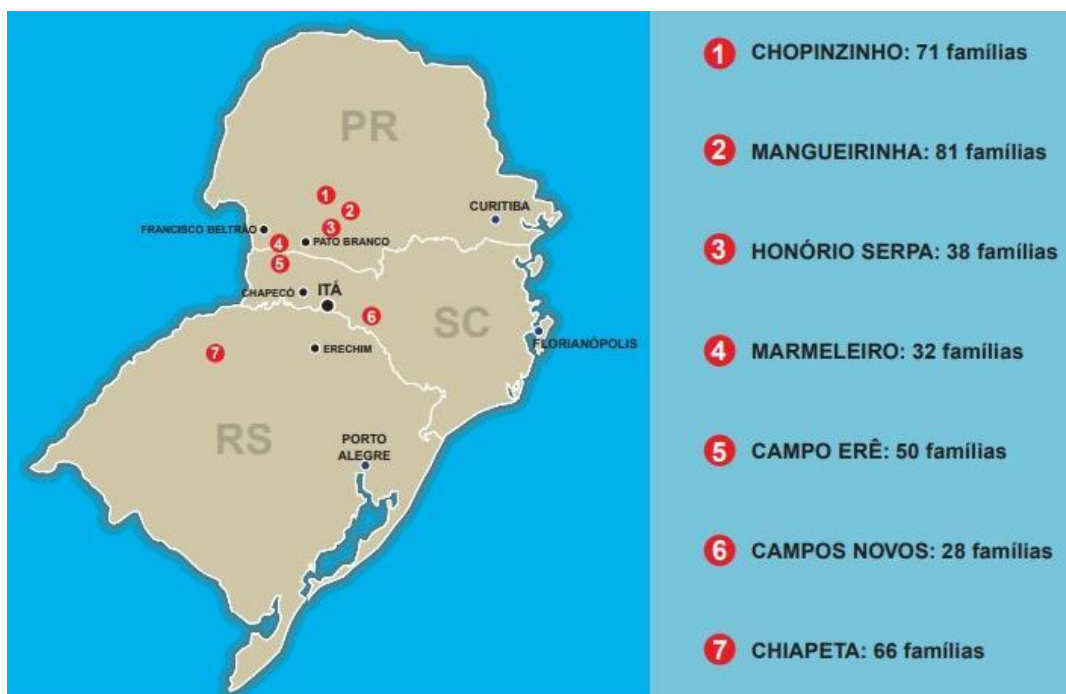 PR
1
2
CURITIBA
3
FRANCISCO BELTRÃO
4
PATO BRANCO
5
CHAPECÓ
ITÁ
6
SC
FLORIANÓPOLIS
7
ERECHIM
RS
PORTO
ALEGRE
1 CHOPINZINHO: 71 famílias
2 MANGUEIRINHA: 81 famílias
3 HONÓRIO SERPA: 38 famílias
4 MARMELEIRO: 32 famílias
5 CAMPO ERÊ: 50 famílias
6 CAMPOS NOVOS: 28 famílias
7 CHIAPETA: 66 famílias